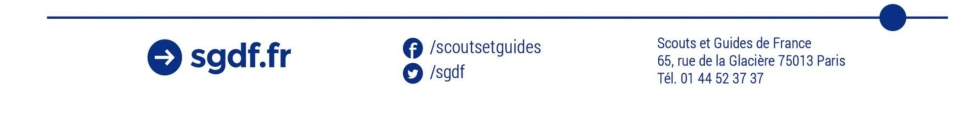 sgdf.fr
/scoutsetguides
/sgdf
Scouts et Guides de France
65, rue de la Glacière 75013 Paris
Tél. 01 44 52 37 37